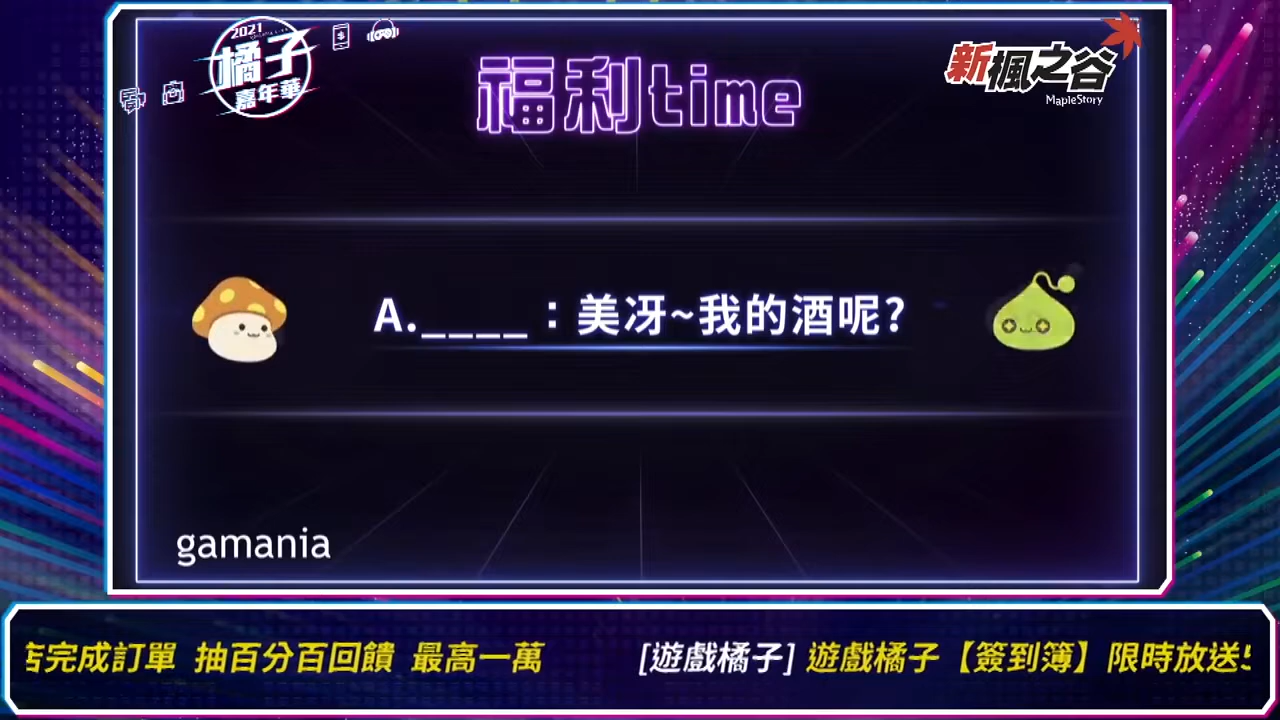 2021
橘子
嘉年華
新楓之谷
MapleStory
福利time
A.____：美冴~我的酒呢?
gamania
完成訂單 抽百分百回饋 最高一萬
[遊戲橘子] 遊戲橘子【簽到簿】限時放送